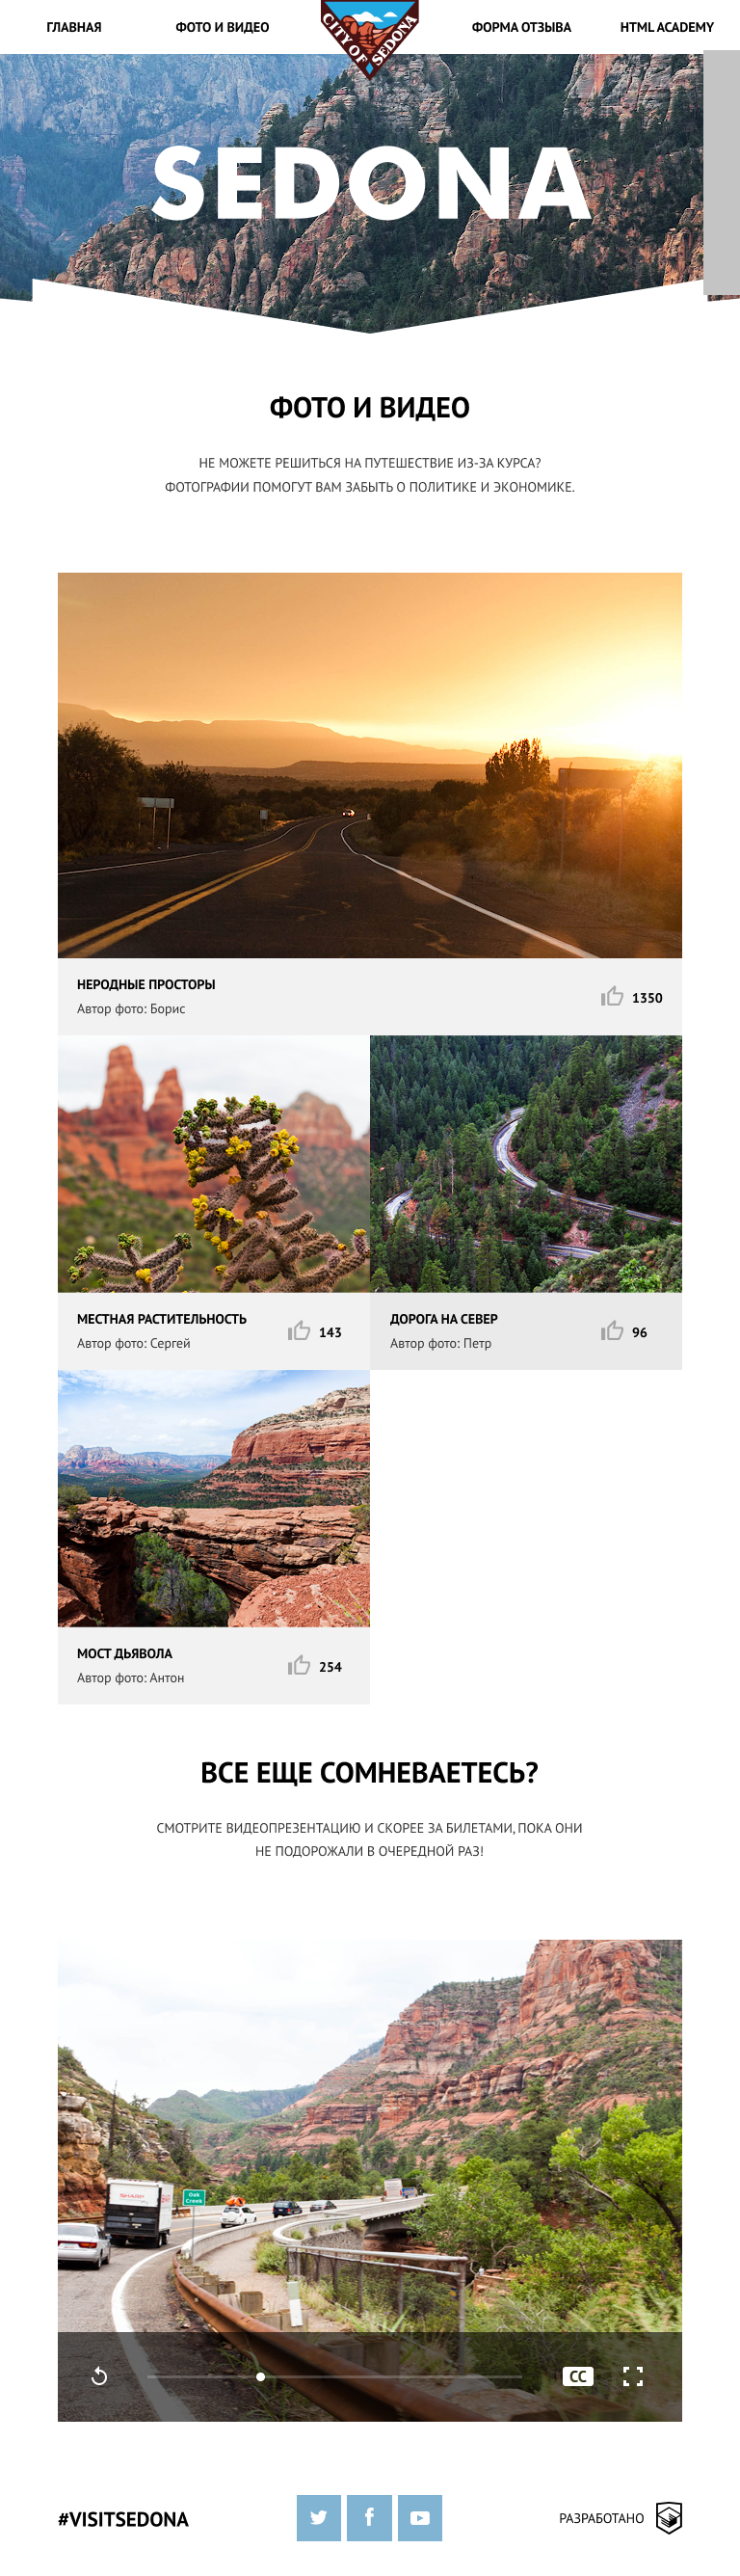 ГЛАВНАЯ
ФОТО И ВИДЕО
CITY OF SEDONA
ФОРМА ОТЗЫВА
HTML ACADEMY
SEDONA
ФОТО И ВИДЕО
НЕ МОЖЕТЕ РЕШИТЬСЯ НА ПУТЕШЕСТВИЕ ИЗ-ЗА КУРСА?
ФОТОГРАФИИ ПОМОГУТ ВАМ ЗАБЫТЬ О ПОЛИТИКЕ И ЭКОНОМИКЕ.
НЕРОДНЫЕ ПРОСТОРЫ
Автор фото: Борис
1350
МЕСТНАЯ РАСТИТЕЛЬНОСТЬ
Автор фото: Сергей
143
ДОРОГА НА СЕВЕР
Автор фото: Петр
96
МОСТ ДЬЯВОЛА
Автор фото: Антон
254
ВСЕ ЕЩЕ СОМНЕВАЕТЕСЬ?
СМОТРИТЕ ВИДЕОПРЕЗЕНТАЦИЮ И СКОРЕЕ ЗА БИЛЕТАМИ, ПОКА ОНИ
НЕ ПОДОРОЖАЛИ В ОЧЕРЕДНОЙ РАЗ!
Oak
Creek
CC
#VISITSEDONA
РАЗРАБОТАНО